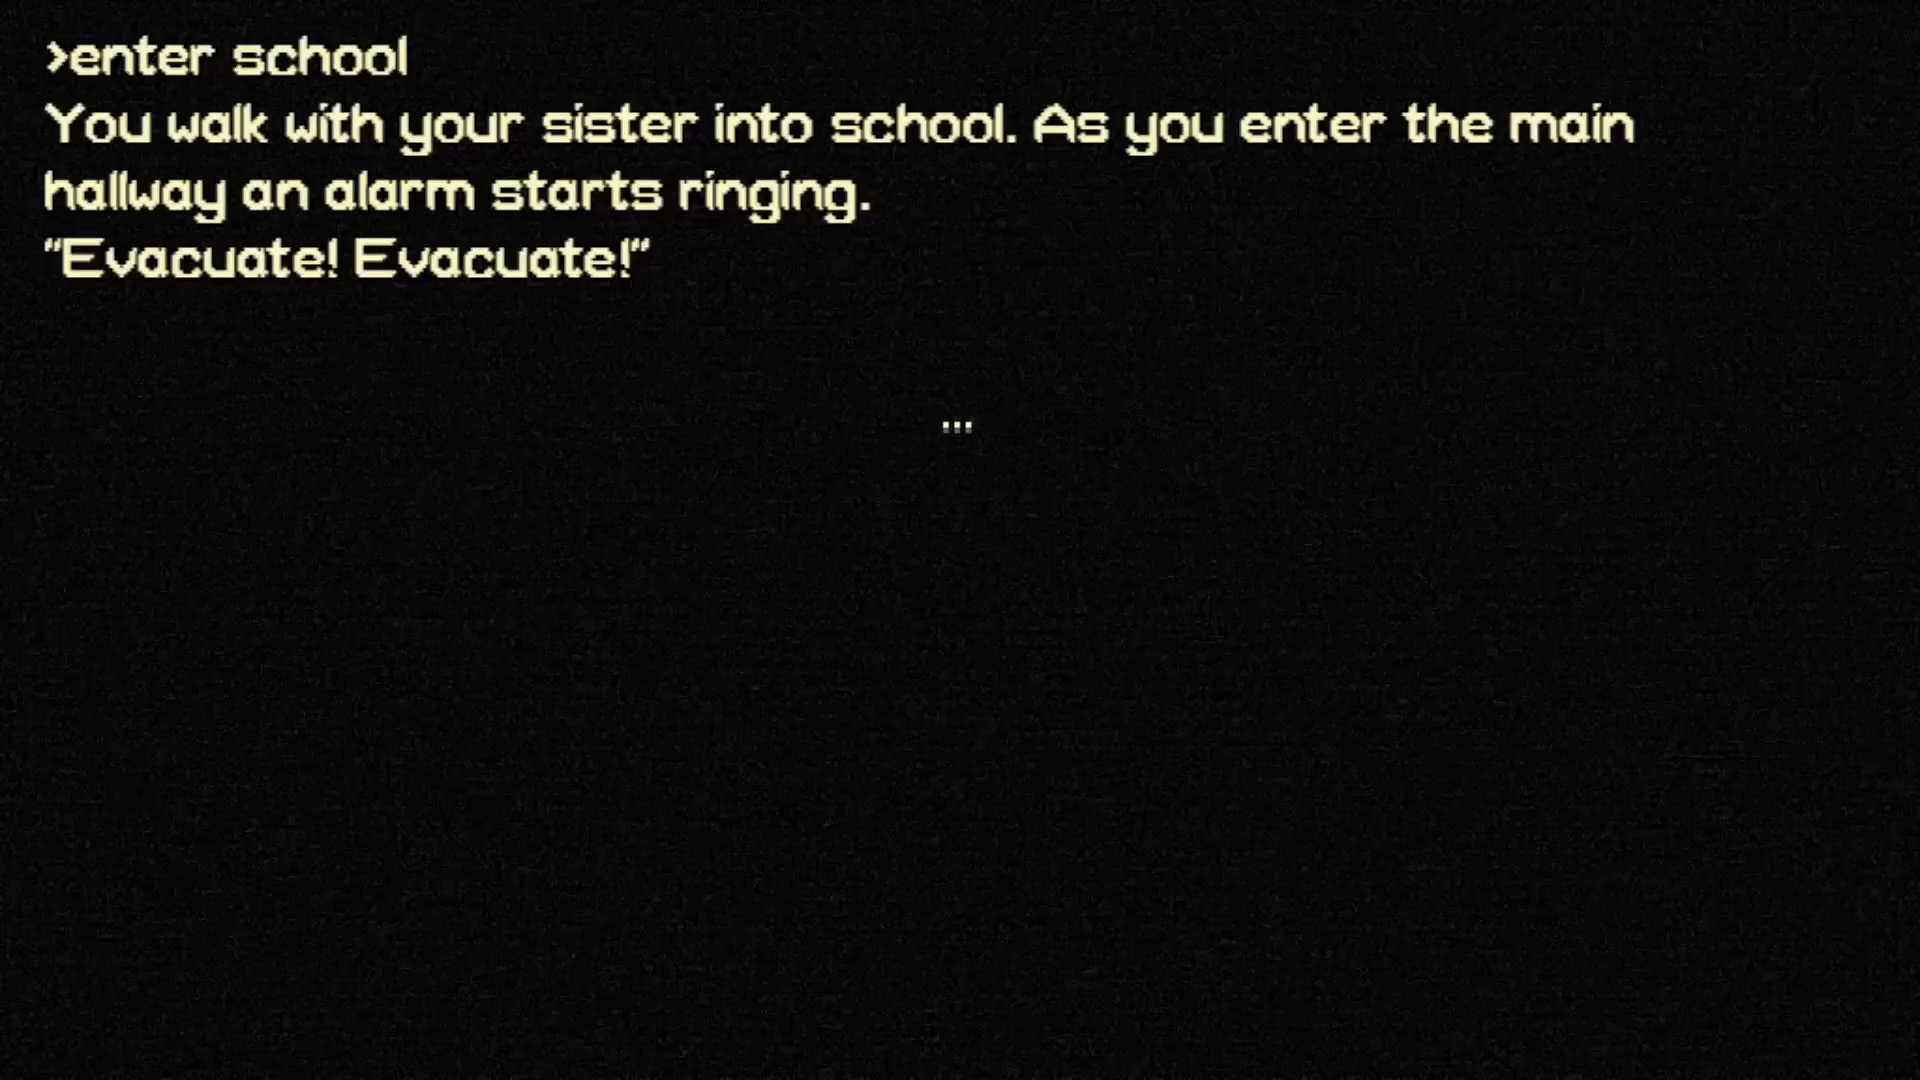 >enter school
You walk with your sister into school. As you enter the main
hallway an alarm starts ringing.
"Evacuate! Evacuate!"
...